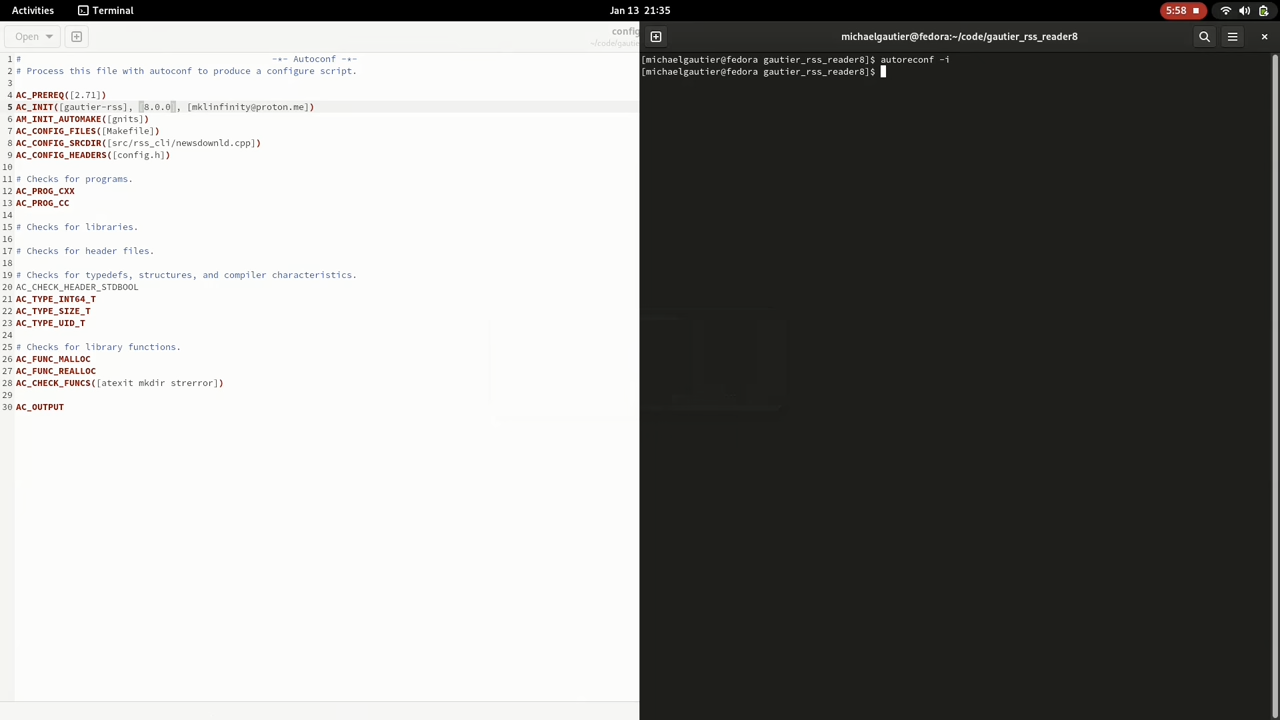 Activities
Terminal
Jan 13 21:35
5:58
Open
config
~/code/gautie
1 # -*- Autoconf -*-
2 # Process this file with autoconf to produce a configure script.
3
4 AC_PREREQ([2.71])
5 AC_INIT([gautier-rss], [8.0.0], [mklinfinity@proton.me])
6 AM_INIT_AUTOMAKE([gnits])
7 AC_CONFIG_FILES([Makefile])
8 AC_CONFIG_SRCDIR([src/rss_cli/newsdownld.cpp])
9 AC_CONFIG_HEADERS([config.h])
10
11 # Checks for programs.
12 AC_PROG_CXX
13 AC_PROG_CC
14
15 # Checks for libraries.
16
17 # Checks for header files.
18
19 # Checks for typedefs, structures, and compiler characteristics.
20 AC_CHECK_HEADER_STDBOOL
21 AC_TYPE_INT64_T
22 AC_TYPE_SIZE_T
23 AC_TYPE_UID_T
24
25 # Checks for library functions.
26 AC_FUNC_MALLOC
27 AC_FUNC_REALLOC
28 AC_CHECK_FUNCS([atexit mkdir strerror])
29
30 AC_OUTPUT
michaelgautier@fedora:~/code/gautier_rss_reader8
[michaelgautier@fedora gautier_rss_reader8]$ autoreconf -i
[michaelgautier@fedora gautier_rss_reader8]$